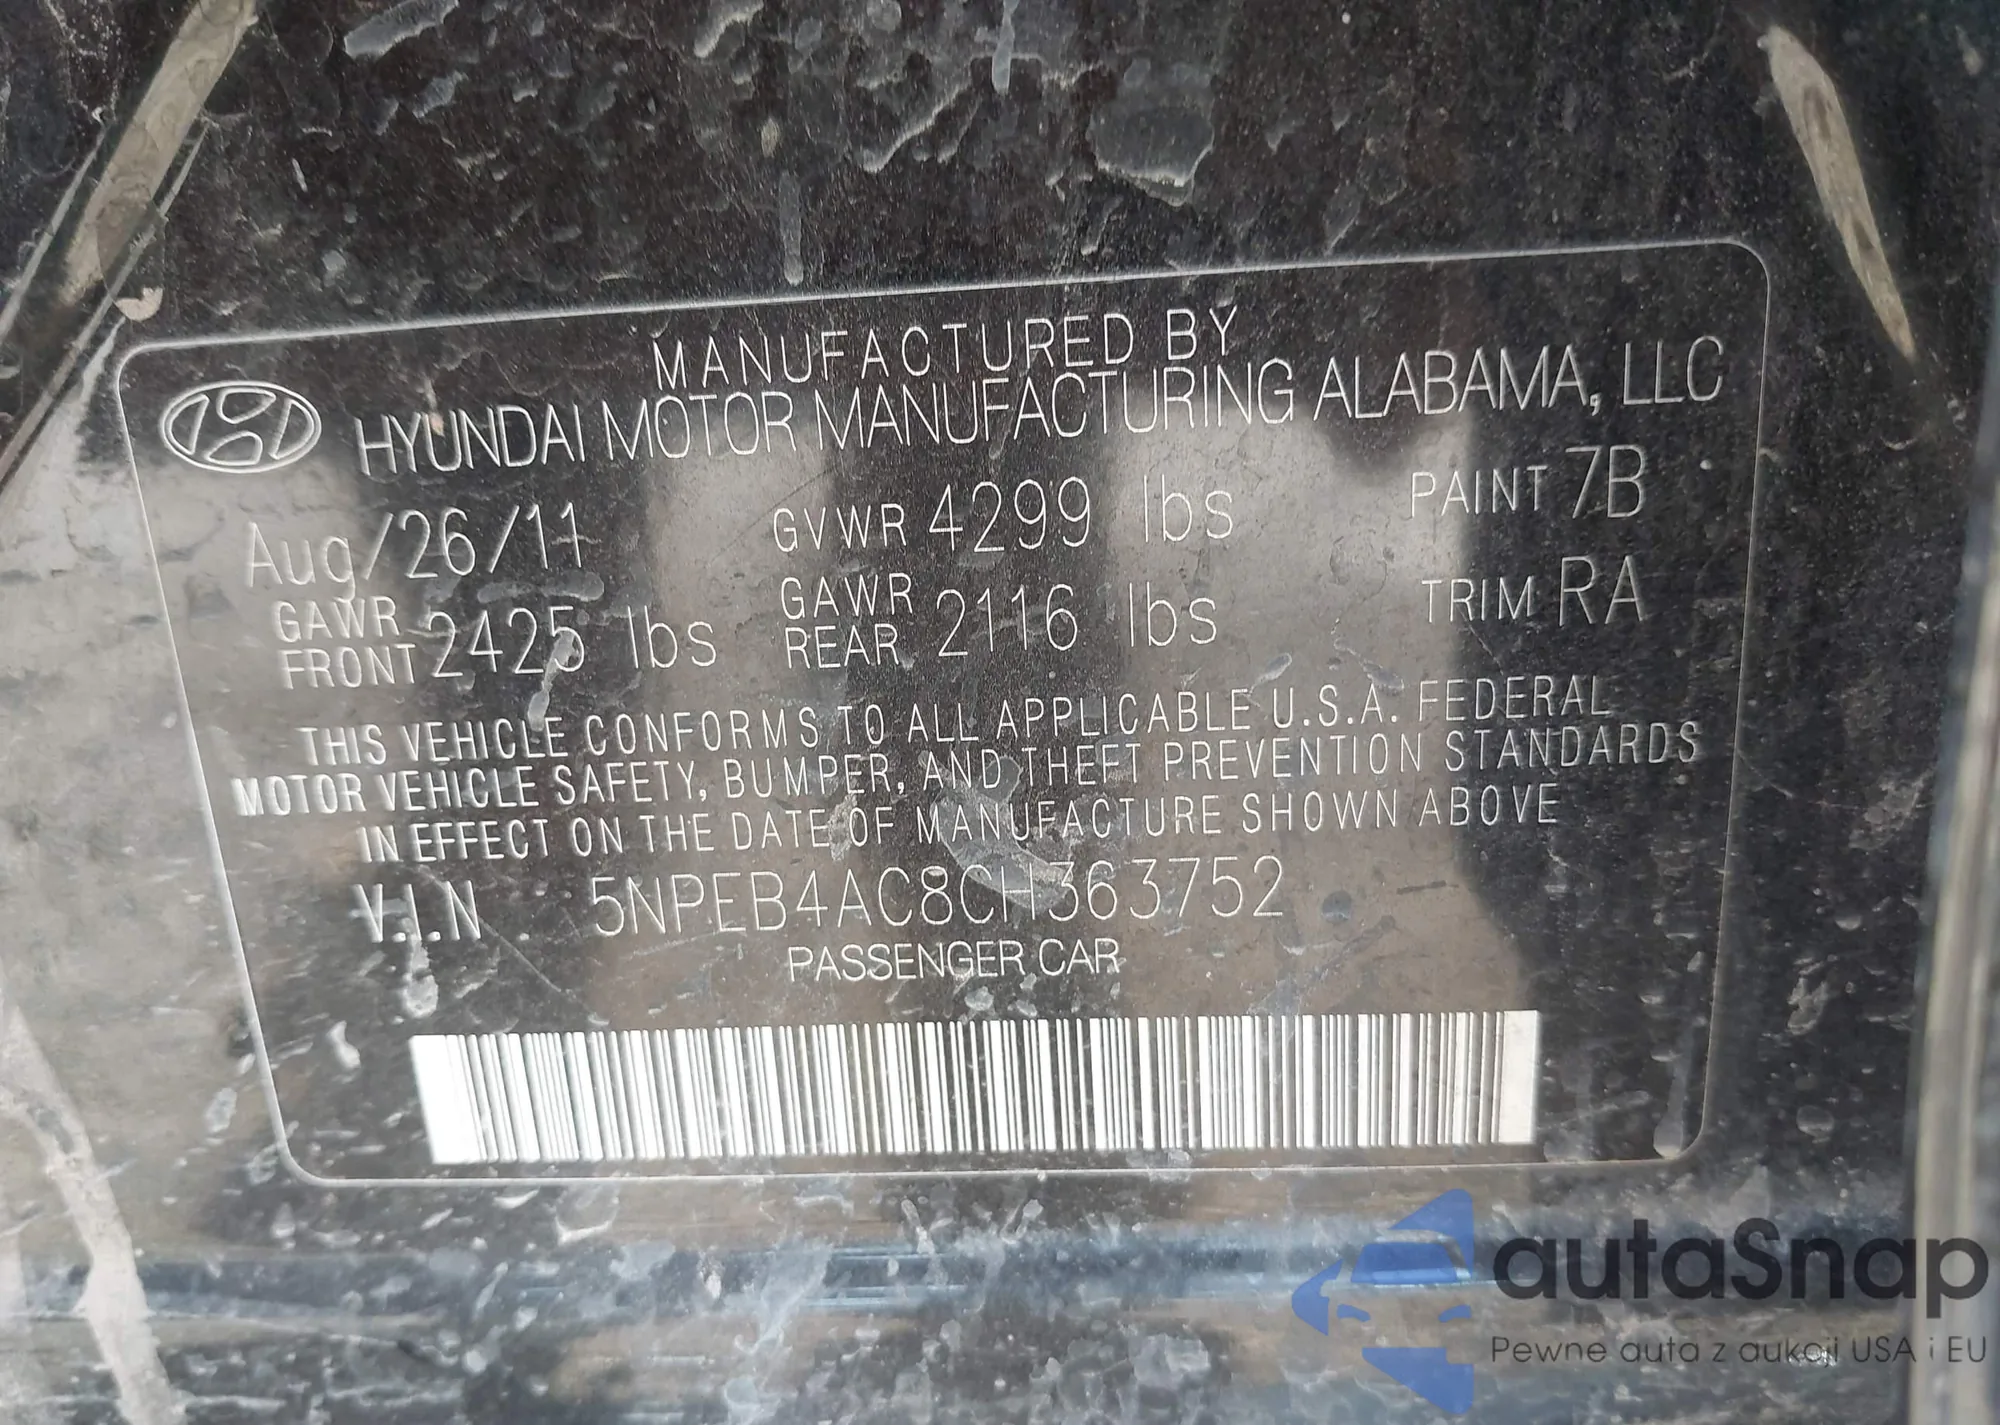 MANUFACTURED BY
HYUNDAI MOTOR MANUFACTURING ALABAMA, LLC
Aug/26/11 GVWR 4299 lbs PAINT 7B
GAWR FRONT 2425 lbs GAWR REAR 2116 lbs TRIM RA
THIS VEHICLE CONFORMS TO ALL APPLICABLE U.S.A. FEDERAL
MOTOR VEHICLE SAFETY, BUMPER, AND THEFT PREVENTION STANDARDS
IN EFFECT ON THE DATE OF MANUFACTURE SHOWN ABOVE
V.I.N. 5NPEB4AC8CH363752
PASSENGER CAR
autaSnap
Pewne auta z aukcji USA i EU